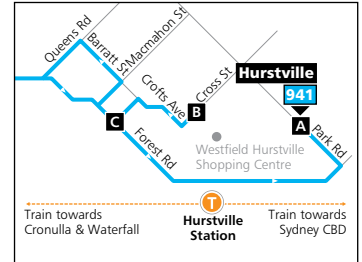 Queens Rd
Barratt St
Macmahon St
Crofts Ave
Cross St
Hurstville
941
B
A
C
Park Rd
Forest Rd
Westfield Hurstville
Shopping Centre
T
Train towards
Cronulla & Waterfall
Hurstville
Station
Train towards
Sydney CBD